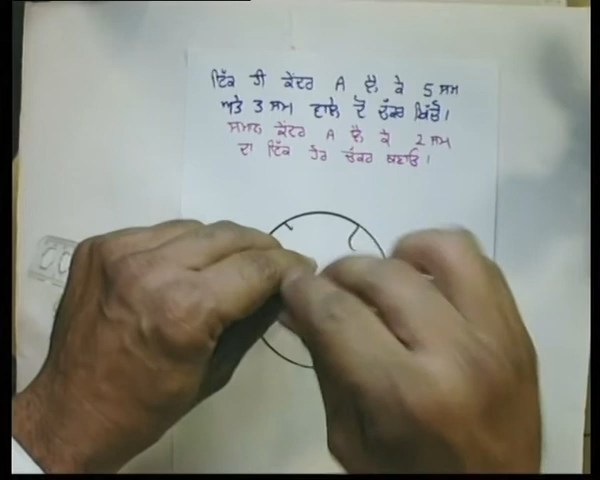 ਇੱਕ ਹੀ ਕੇਂਦਰ A ਲੈ ਕੇ 5 ਸਮ
ਅਤੇ 3 ਸਮ ਵਾਲੇ ਦੋ ਚੱਕਰ ਖਿੱਚੋ।
ਸਮਾਨ ਕੇਂਦਰ A ਲੈ ਕੇ 2 ਸਮ
ਦਾ ਇੱਕ ਹੋਰ ਚੱਕਰ ਬਣਾਓ।